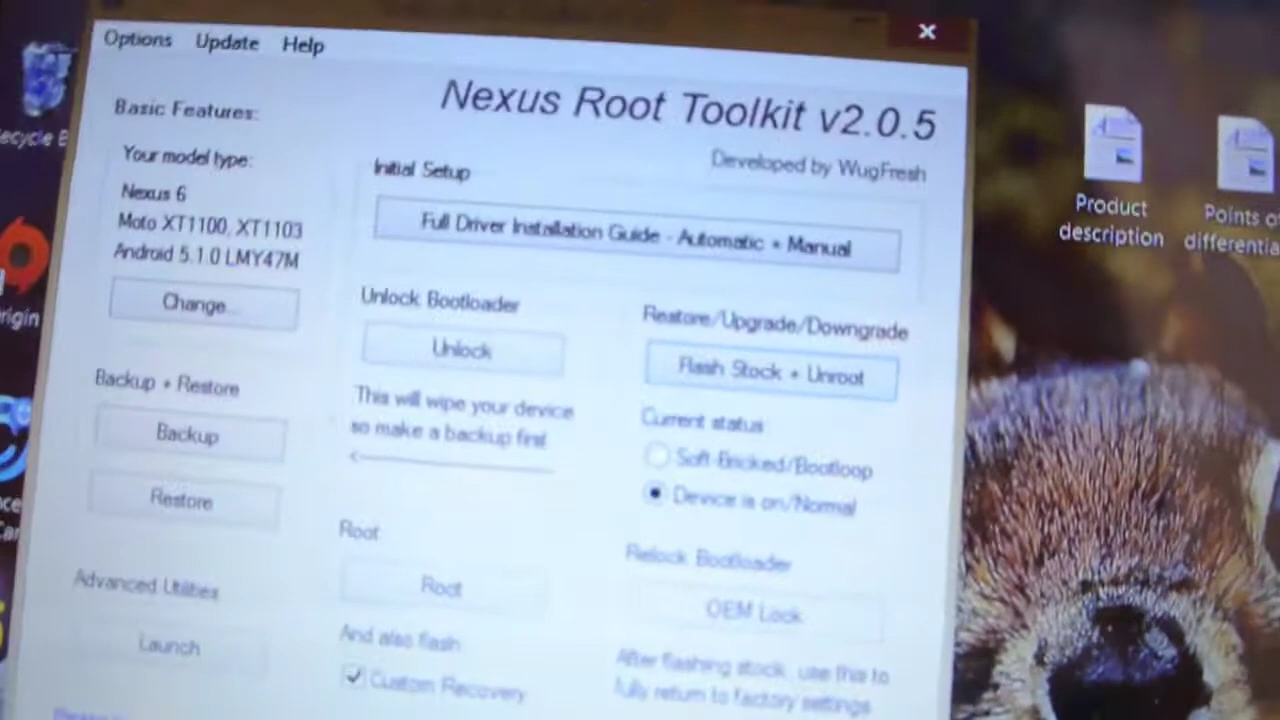 Options Update Help
Nexus Root Toolkit v2.0.5
Developed by WugFresh
Basic Features:
Your model type:
Nexus 6
Moto XT1100, XT1103
Android 5.1.0 LMY47M
Change...
Backup + Restore
Backup
Restore
Advanced Utilities
Launch
Initial Setup
Full Driver Installation Guide - Automatic + Manual
Unlock Bootloader
Unlock
This will wipe your device
so make a backup first
<
Root
Root
And also flash:
Custom Recovery
Restore/Upgrade/Downgrade
Flash Stock + Unroot
Current status
Soft-Bricked/Bootloop
Device is on/Normal
Relock Bootloader
OEM Lock
After flashing stock, use this to
fully return to factory settings
Product
description
Points